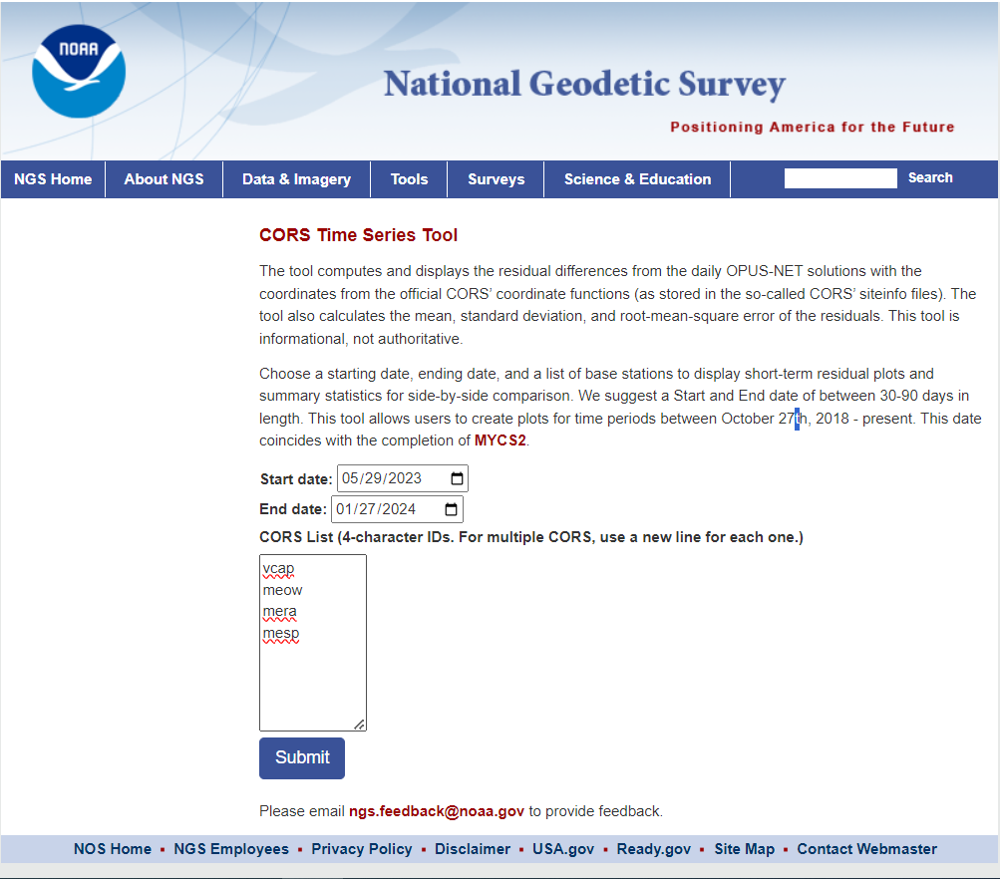 NOAA
National Geodetic Survey
Positioning America for the Future
NGS Home About NGS Data & Imagery Tools Surveys Science & Education Search
CORS Time Series Tool
The tool computes and displays the residual differences from the daily OPUS-NET solutions with the
coordinates from the official CORS’ coordinate functions (as stored in the so-called CORS’ siteinfo files). The
tool also calculates the mean, standard deviation, and root-mean-square error of the residuals. This tool is
informational, not authoritative.
Choose a starting date, ending date, and a list of base stations to display short-term residual plots and
summary statistics for side-by-side comparison. We suggest a Start and End date of between 30-90 days in
length. This tool allows users to create plots for time periods between October 27th, 2018 - present. This date
coincides with the completion of MYCS2.
Start date: 05/29/2023
End date: 01/27/2024
CORS List (4-character IDs. For multiple CORS, use a new line for each one.)
vcap
meow
mera
mesp
Submit
Please email ngs.feedback@noaa.gov to provide feedback.
NOS Home ▪ NGS Employees ▪ Privacy Policy ▪ Disclaimer ▪ USA.gov ▪ Ready.gov ▪ Site Map ▪ Contact Webmaster